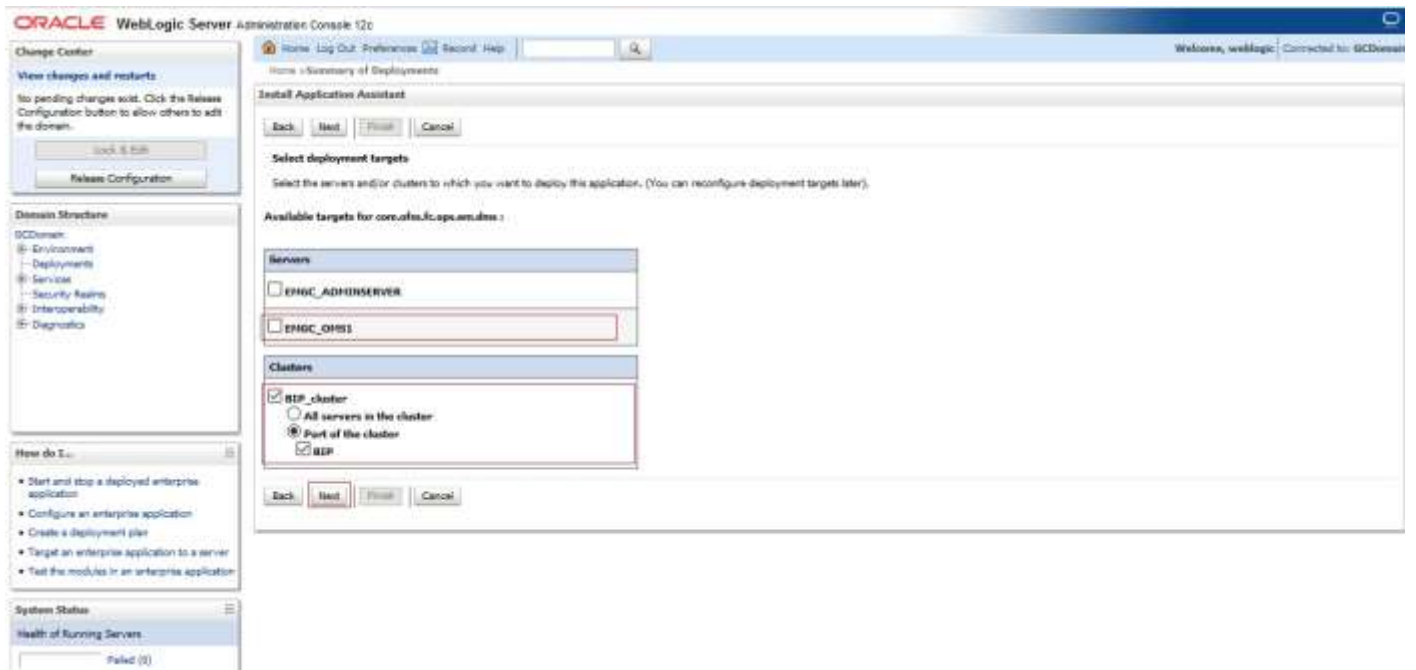 ORACLE WebLogic Server Administration Console 12c
Change Center
View changes and restarts
No pending changes exist. Click the Release
Configuration button to allow others to edit
the domain.
Lock & Edit
Release Configuration
Domain Structure
GCDomain
Environment
Deployments
Services
Security Realms
Interoperability
Diagnostics
How do I...
Start and stop a deployed enterprise
application
Configure an enterprise application
Create a deployment plan
Target an enterprise application to a server
Test the modules in an enterprise application
System Status
Health of Running Servers
Failed (0)
Home Log Out Preferences Record Help
Welcome, weblogic Connected to: GCDomain
Home >Summary of Deployments
Install Application Assistant
Back Next Finish Cancel
Select deployment targets
Select the servers and/or clusters to which you want to deploy this application. (You can reconfigure deployment targets later).
Available targets for com.ofss.fc.ops.em.dms :
Servers
EMGC_ADMINSERVER
EMGC_OMS1
Clusters
BIP_cluster
All servers in the cluster
Part of the cluster
BIP
Back Next Finish Cancel